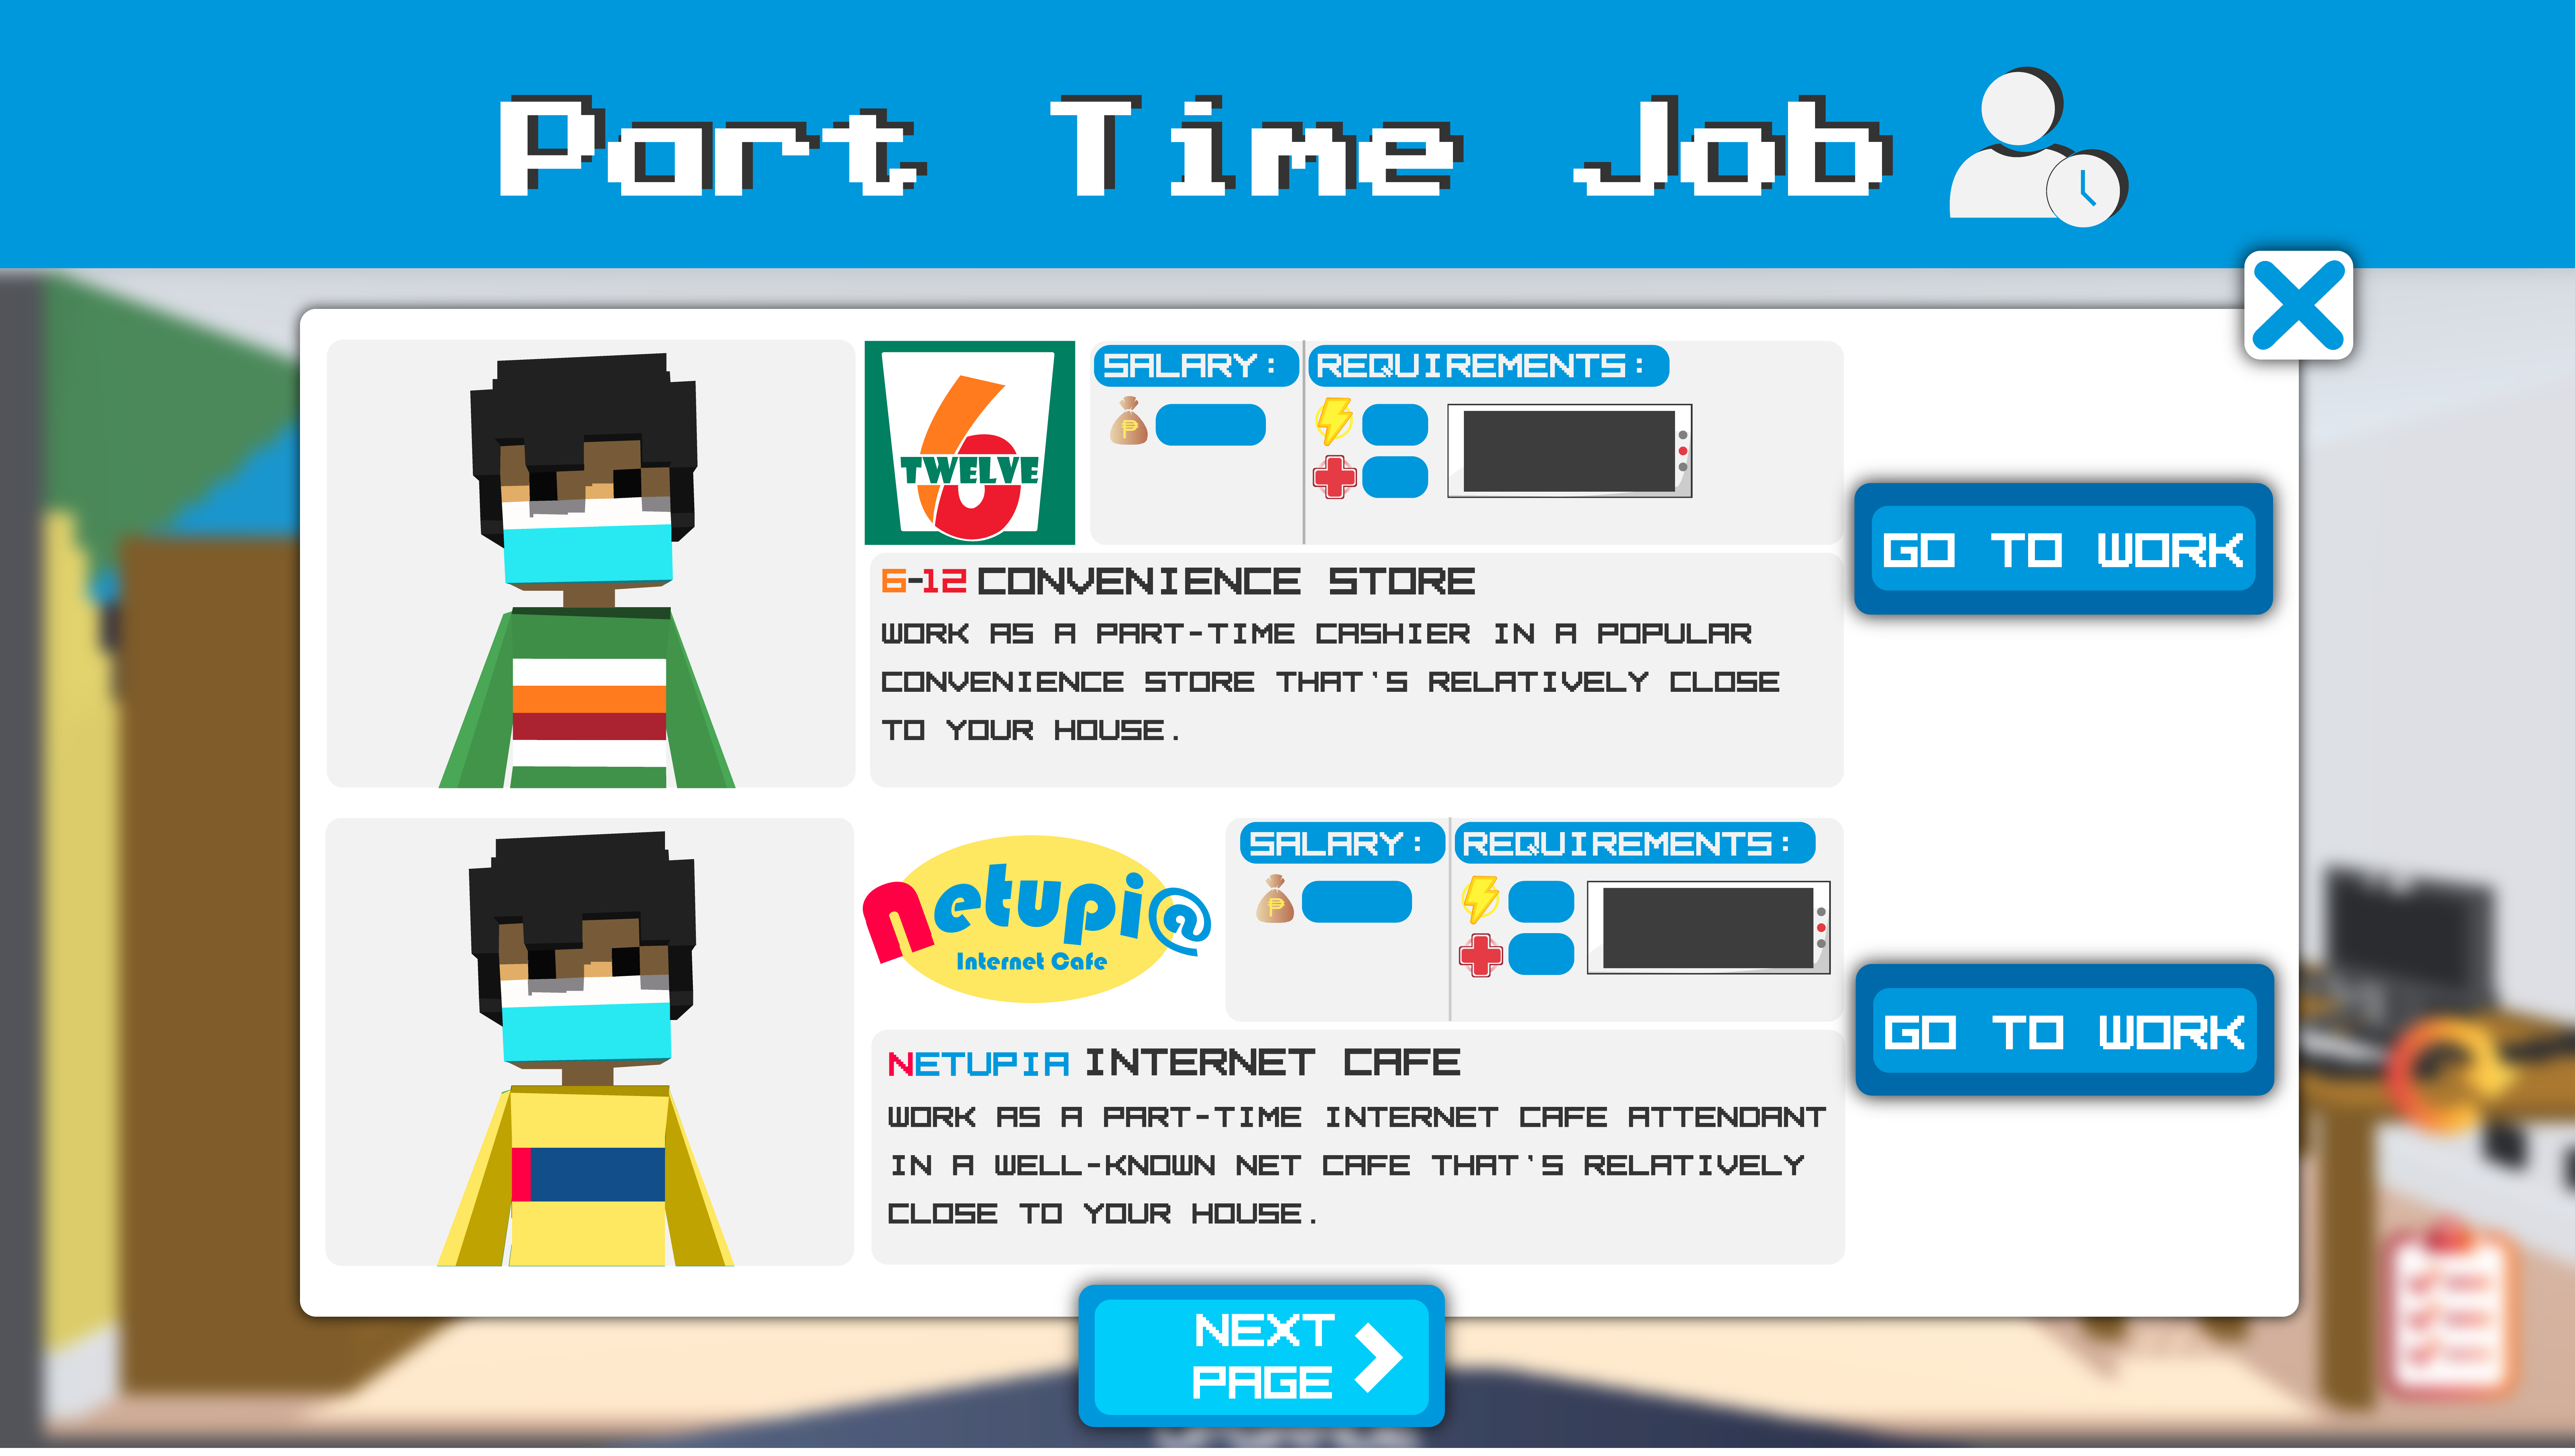 Part Time Job
6
TWELVE
SALARY:
REQUIREMENTS:
6-12 CONVENIENCE STORE
WORK AS A PART-TIME CASHIER IN A POPULAR
CONVENIENCE STORE THAT'S RELATIVELY CLOSE
TO YOUR HOUSE.
GO TO WORK
netupi@
Internet Cafe
SALARY:
REQUIREMENTS:
NETUPIA INTERNET CAFE
WORK AS A PART-TIME INTERNET CAFE ATTENDANT
IN A WELL-KNOWN NET CAFE THAT'S RELATIVELY
CLOSE TO YOUR HOUSE.
GO TO WORK
NEXT
PAGE